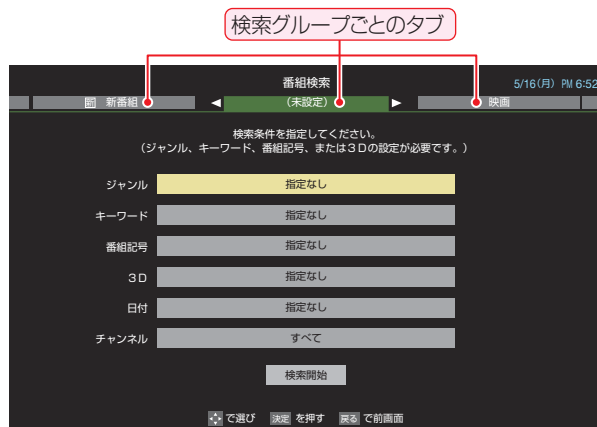 検索グループごとのタブ
番組検索
5/16(月) PM 6:52
新番組 ◀ (未設定) ▶ 映画
検索条件を指定してください。
(ジャンル、キーワード、番組記号、または3Dの設定が必要です。)
ジャンル 指定なし
キーワード 指定なし
番組記号 指定なし
3D 指定なし
日付 指定なし
チャンネル すべて
検索開始
で選び 決定 を押す 戻る で前画面